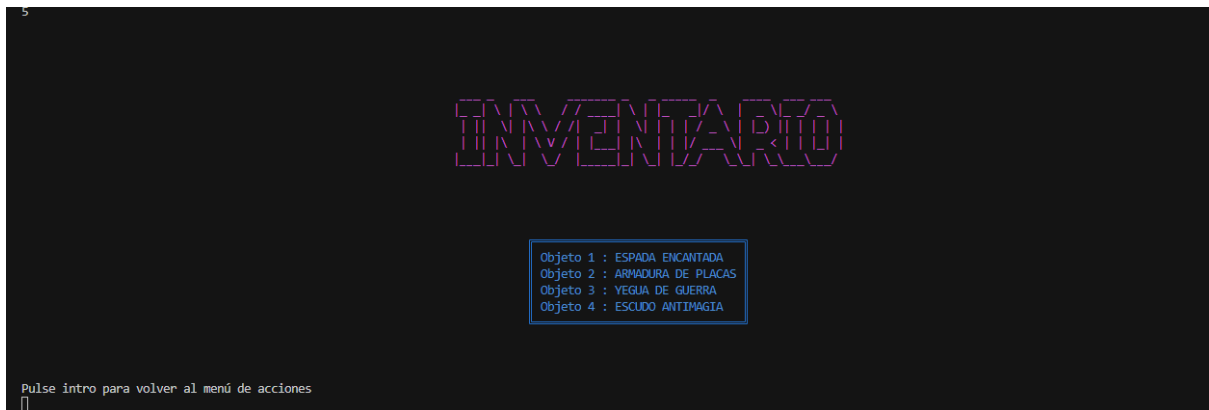 5
INVENTARIO
Objeto 1 : ESPADA ENCANTADA
Objeto 2 : ARMADURA DE PLACAS
Objeto 3 : YEGUA DE GUERRA
Objeto 4 : ESCUDO ANTIMAGIA
Pulse intro para volver al menú de acciones